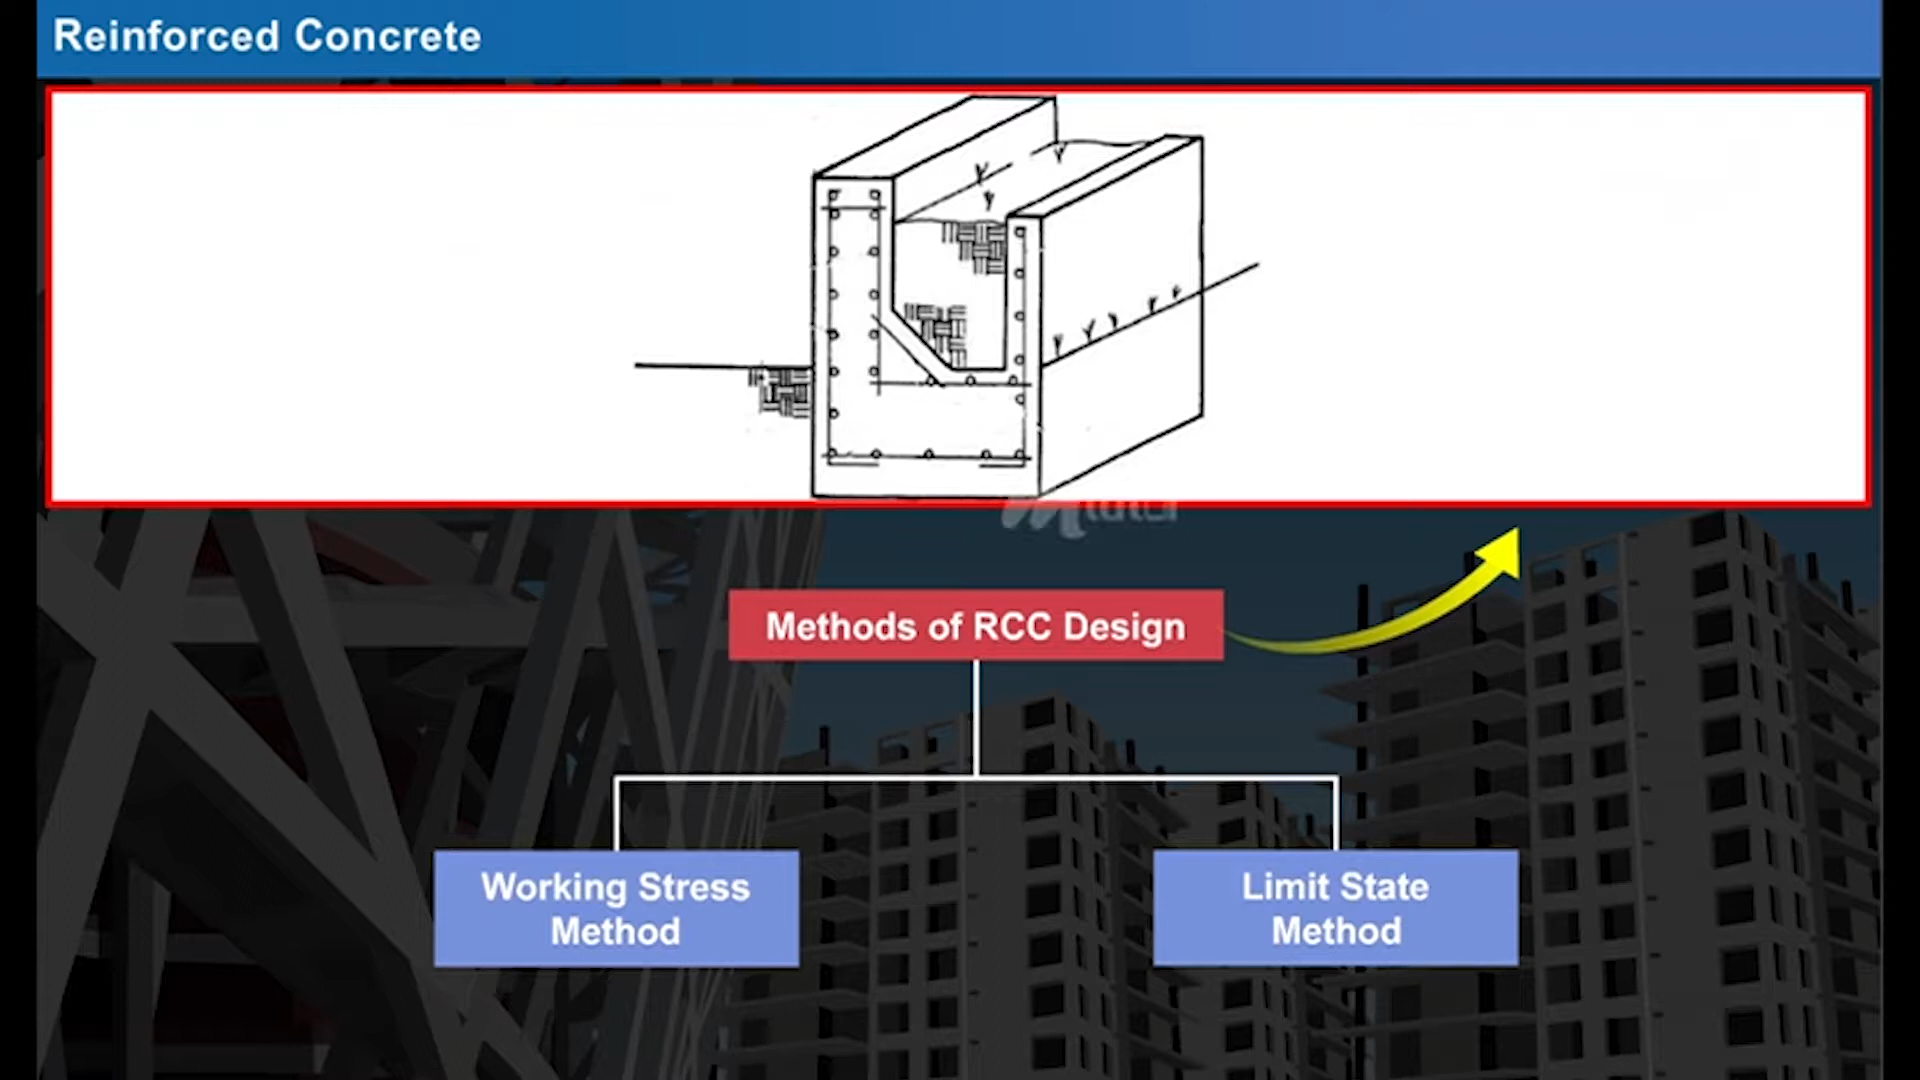 Reinforced Concrete
Methods of RCC Design
Working Stress
Method
Limit State
Method